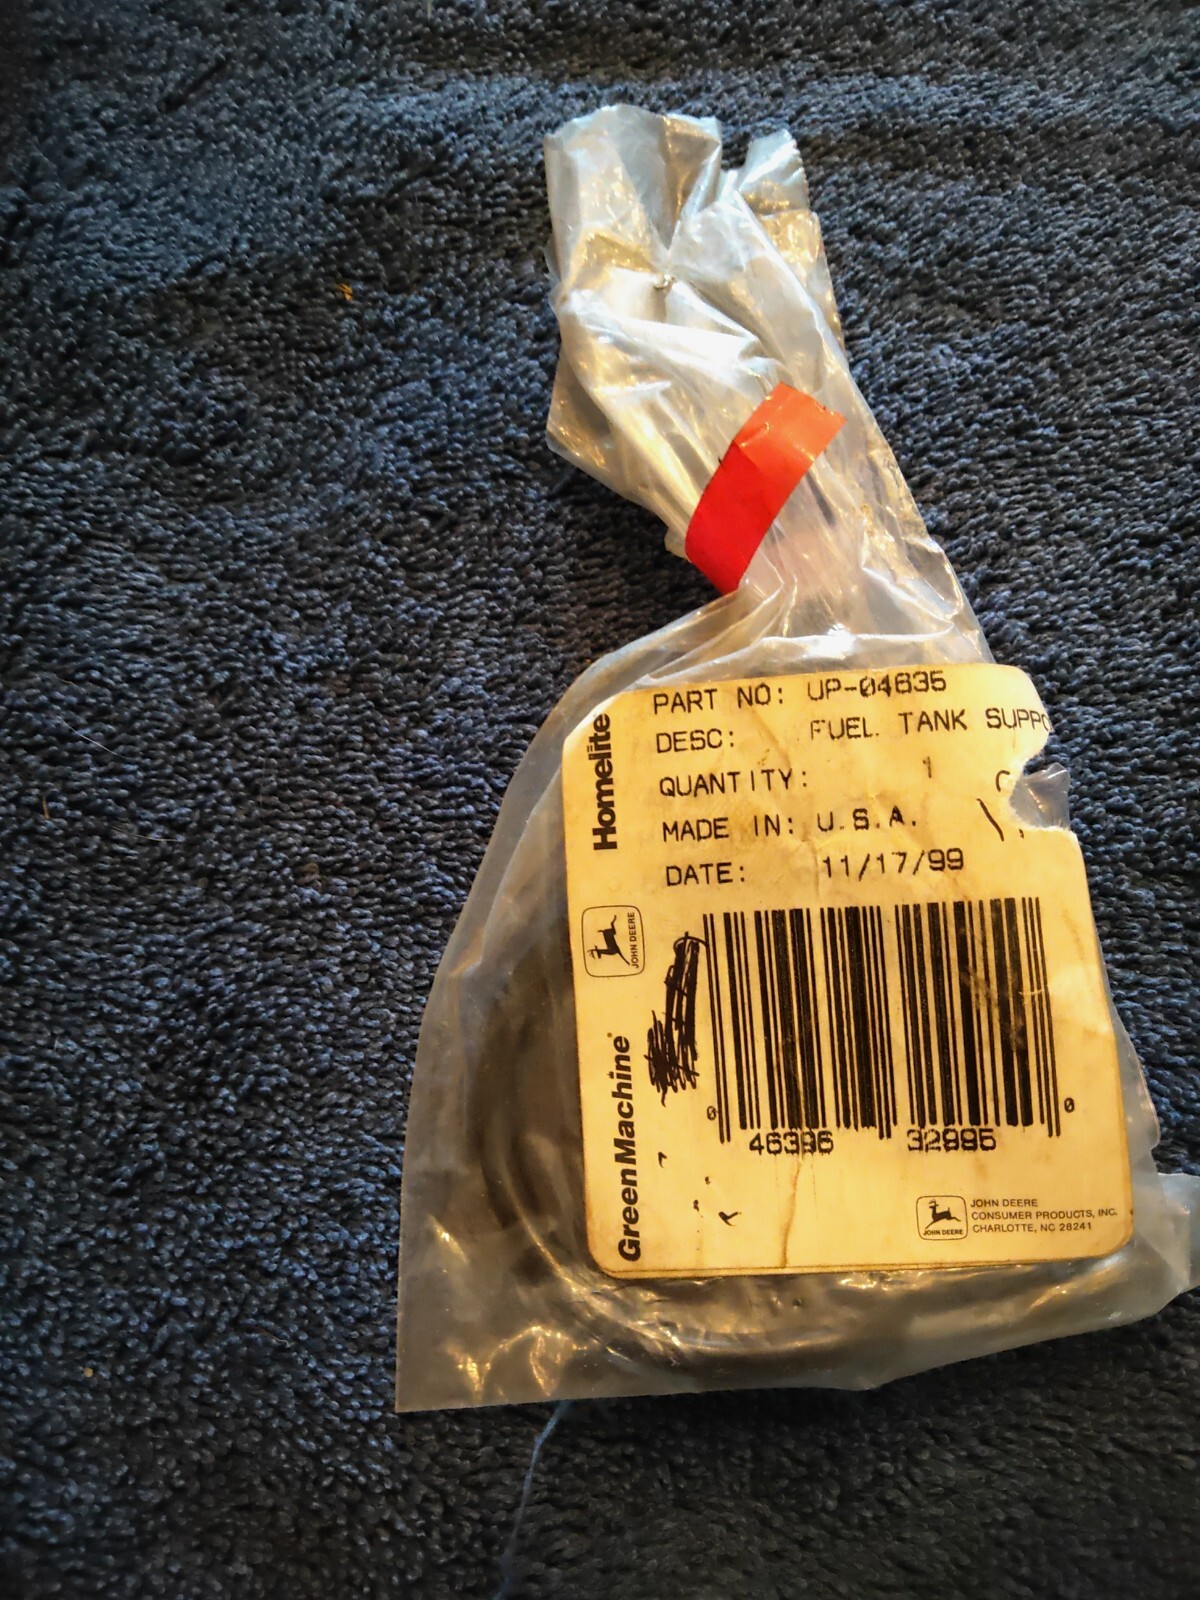 PART NO: UP-04635
DESC: FUEL TANK SUPPO
QUANTITY: 1
MADE IN: U.S.A.
DATE: 11/17/99
Homelite
JOHN DEERE
GreenMachine
0 46396 32995 0
JOHN DEERE
JOHN DEERE
CONSUMER PRODUCTS, INC.
CHARLOTTE, NC 28241